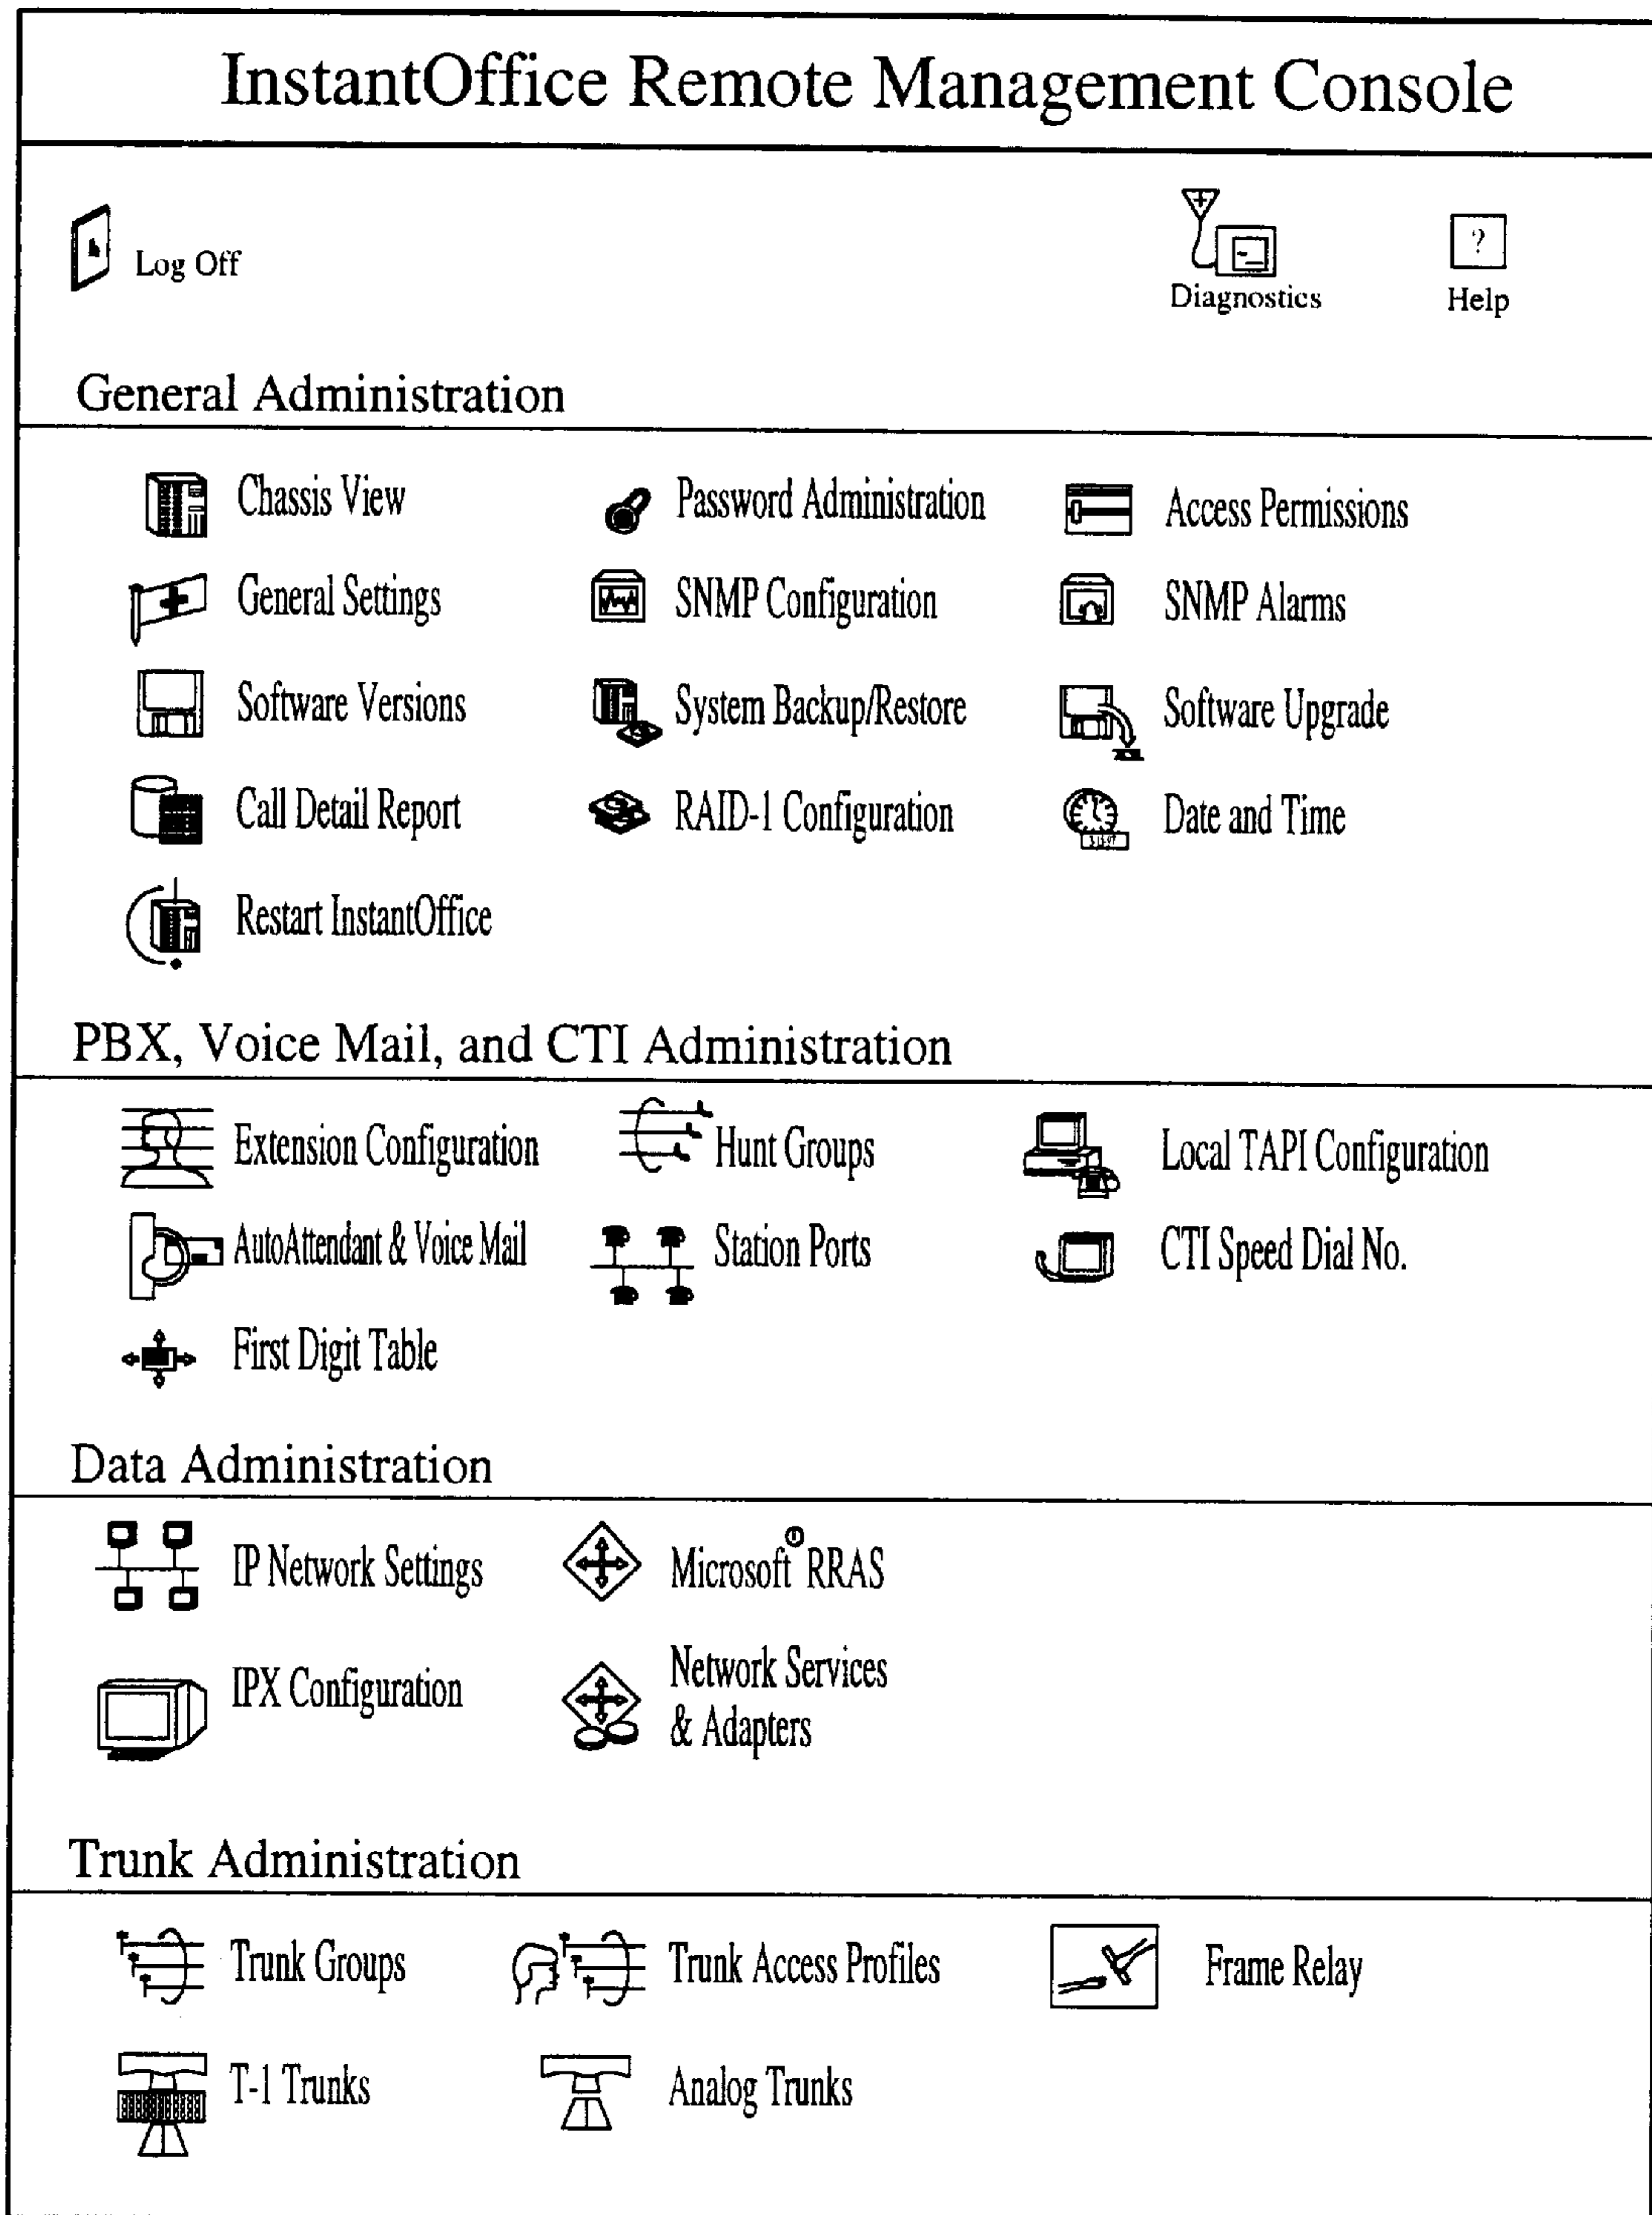 InstantOffice Remote Management Console
Log Off
Diagnostics
?
Help
General Administration
Chassis View
Password Administration
Access Permissions
General Settings
SNMP Configuration
SNMP Alarms
Software Versions
System Backup/Restore
Software Upgrade
Call Detail Report
RAID-1 Configuration
Date and Time
Restart InstantOffice
PBX, Voice Mail, and CTI Administration
Extension Configuration
Hunt Groups
Local TAPI Configuration
AutoAttendant & Voice Mail
Station Ports
CTI Speed Dial No.
First Digit Table
Data Administration
IP Network Settings
Microsoft RRAS
IPX Configuration
Network Services
& Adapters
Trunk Administration
Trunk Groups
Trunk Access Profiles
Frame Relay
T-1 Trunks
Analog Trunks